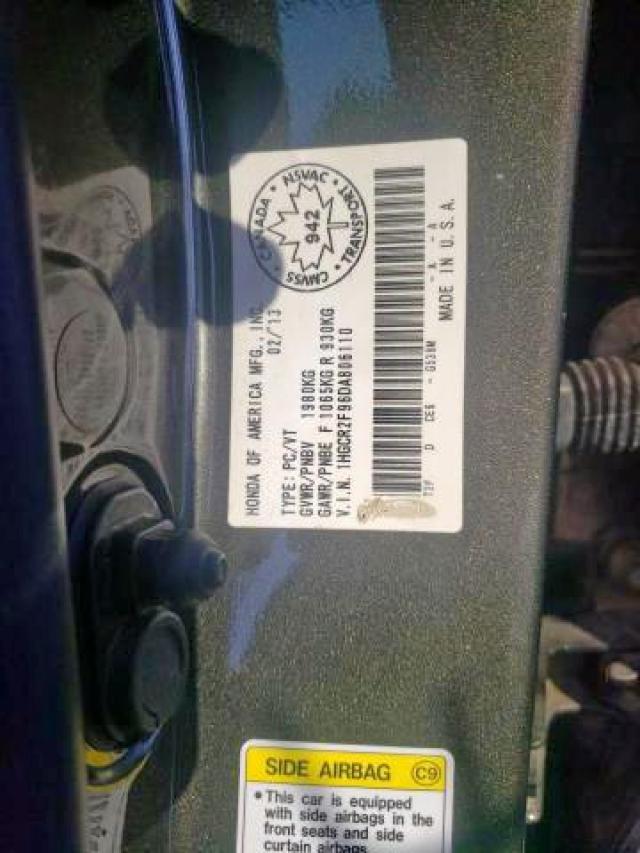 HONDA OF AMERICA MFG., INC.
02/'13
TYPE: PC/VT
GVWR/PNBV 1980KG
GAWR/PNBE F 1065KG R 930KG
V.I.N. 1HGCR2F96DA806110
CANADA NSVAC TRANSPORT CMVSS
942
D CE6 - G539M - A - A
MADE IN U.S.A.
SIDE AIRBAG C9
• This car is equipped
with side airbags in the
front seats and side
curtain airbags.